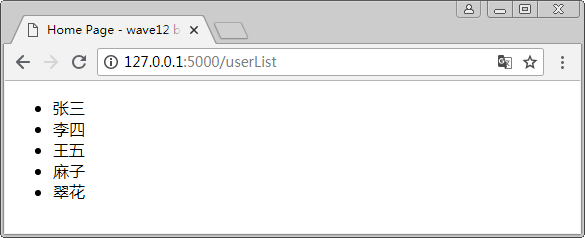 Home Page - wave12 b
127.0.0.1:5000/userList
张三
李四
王五
麻子
翠花